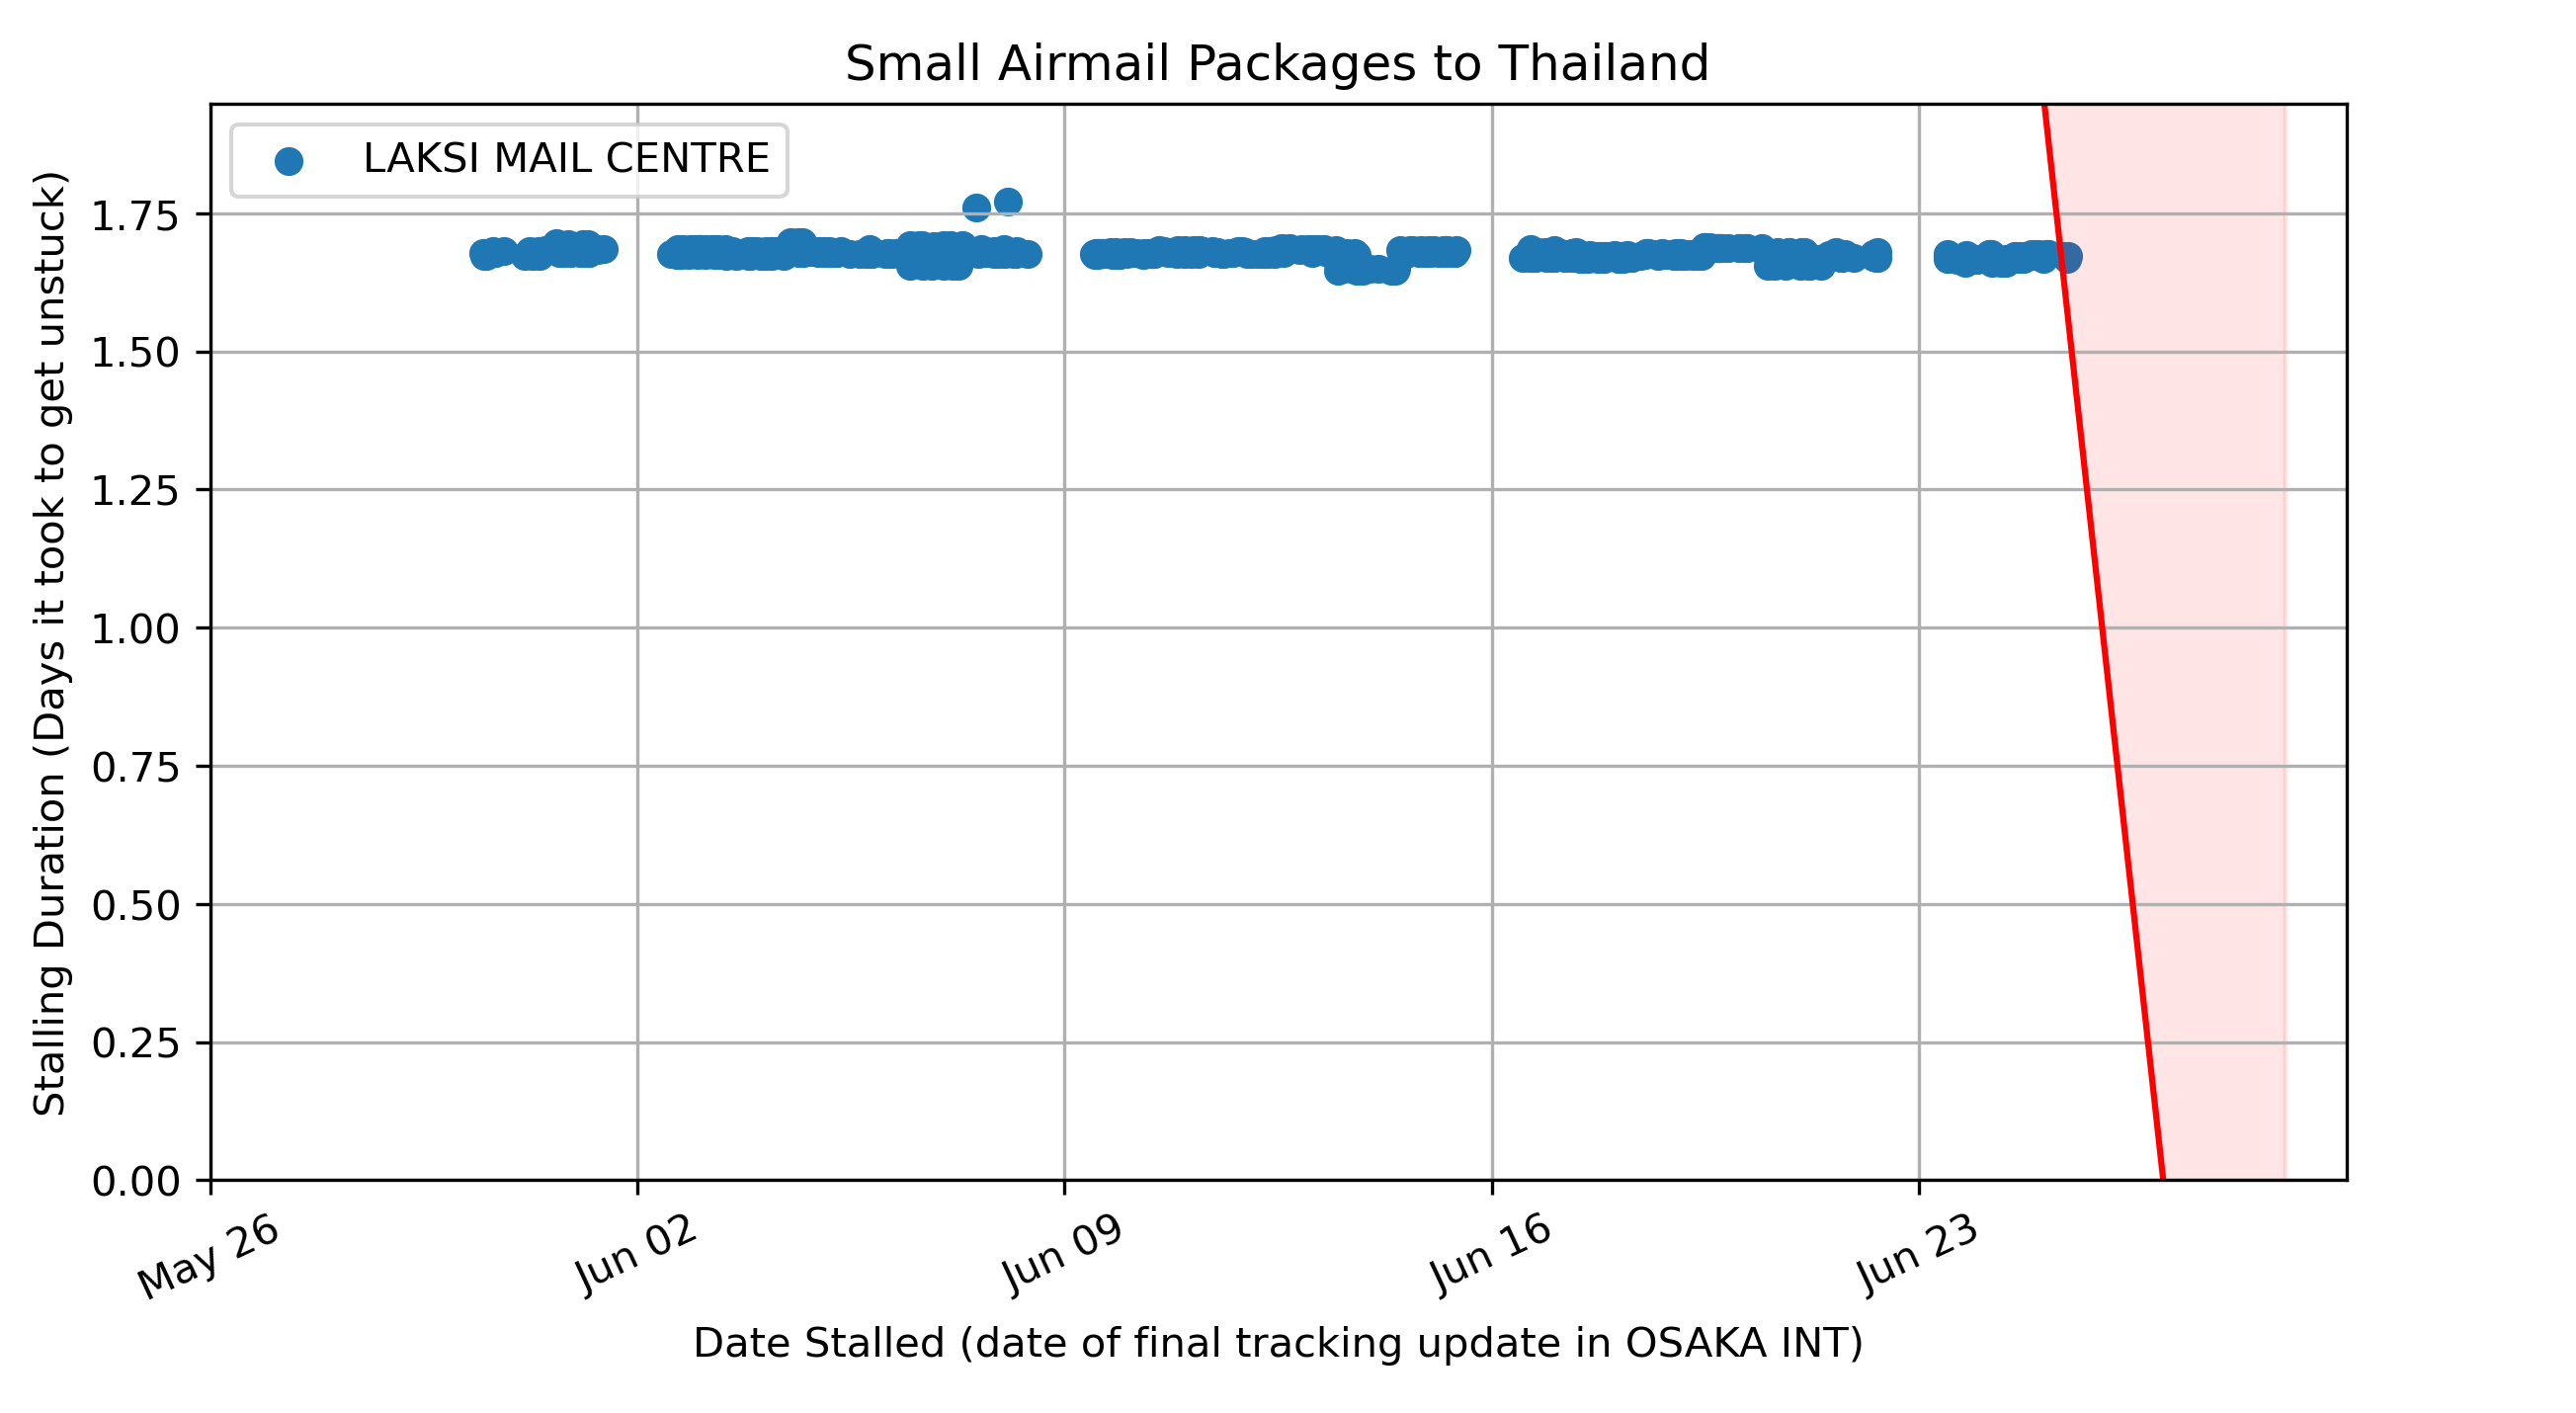 Small Airmail Packages to Thailand
LAKSI MAIL CENTRE
Stalling Duration (Days it took to get unstuck)
1.75
1.50
1.25
1.00
0.75
0.50
0.25
0.00
May 26
Jun 02
Jun 09
Jun 16
Jun 23
Date Stalled (date of final tracking update in OSAKA INT)